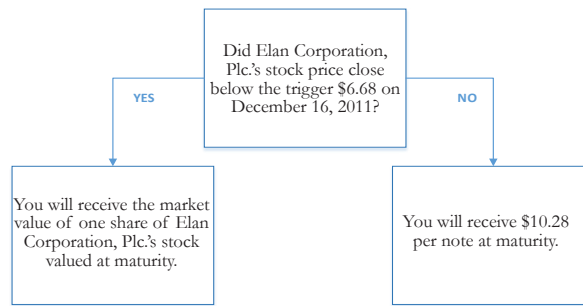 Did Elan Corporation,
Plc.'s stock price close
below the trigger $6.68 on
December 16, 2011?
YES
NO
You will receive the market
value of one share of Elan
Corporation, Plc.'s stock
valued at maturity.
You will receive $10.28
per note at maturity.